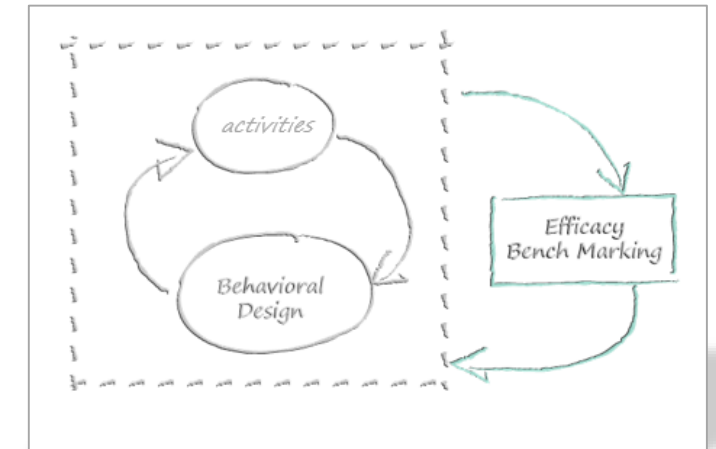 activities
Behavioral
Design
Efficacy
Bench Marking